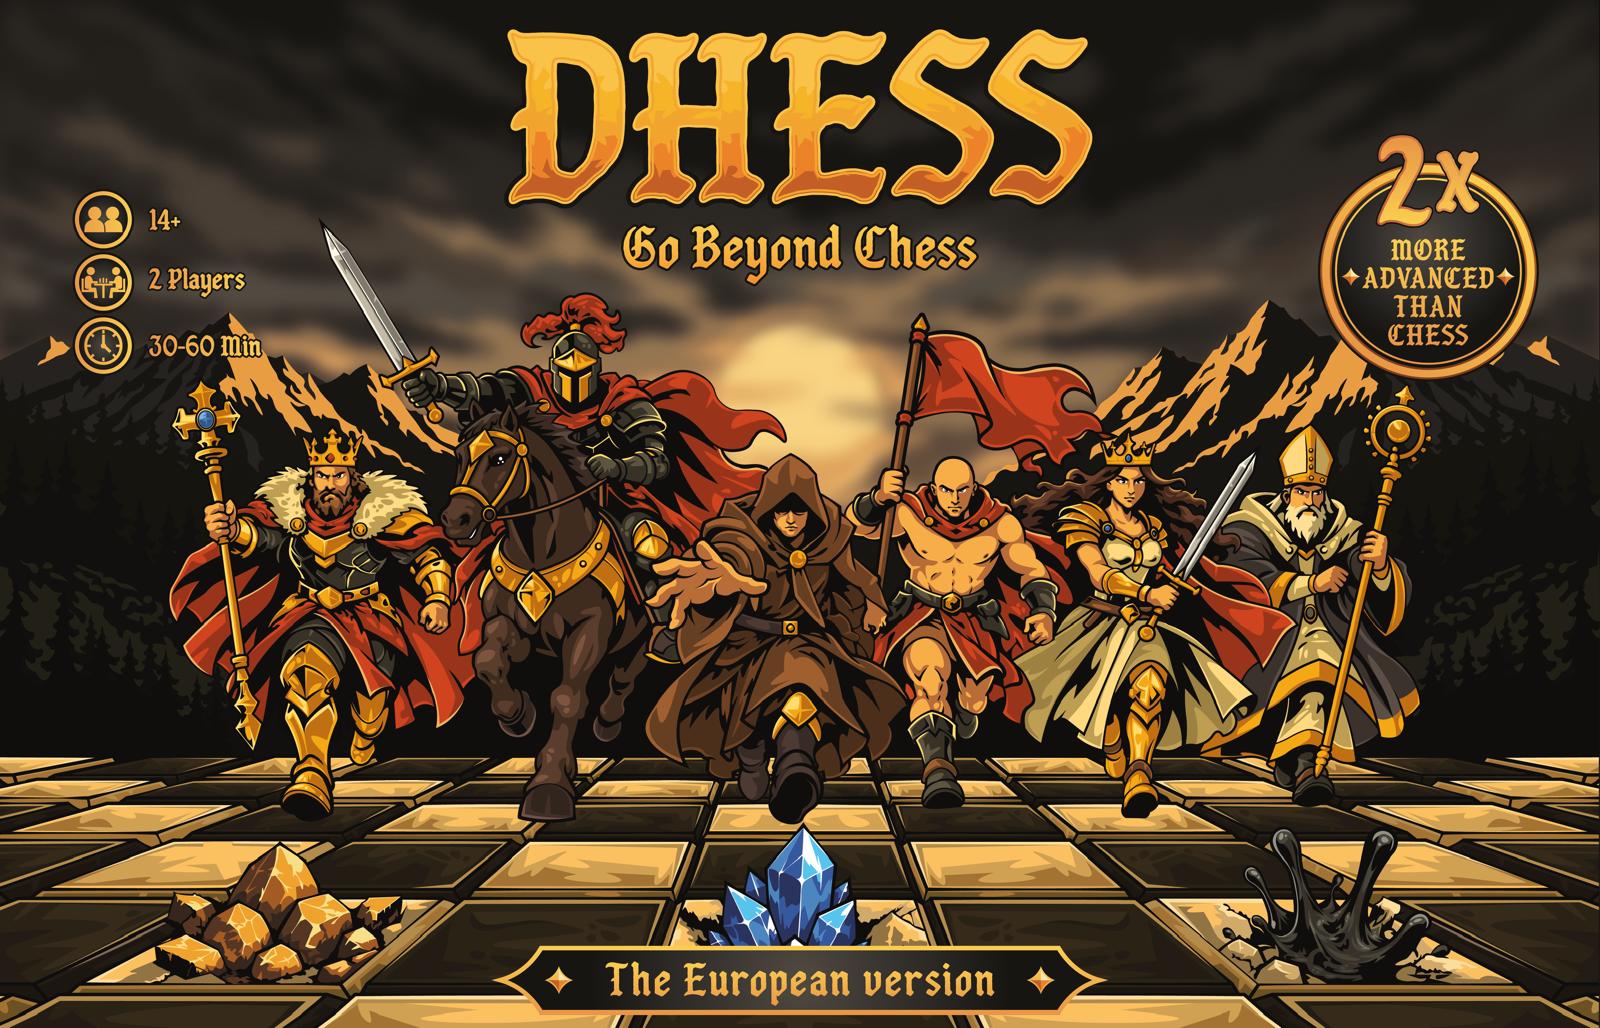 DHESS
Go Beyond Chess
14+
2 Players
30-60 Min
2x
MORE
ADVANCED
THAN
CHESS
The European version